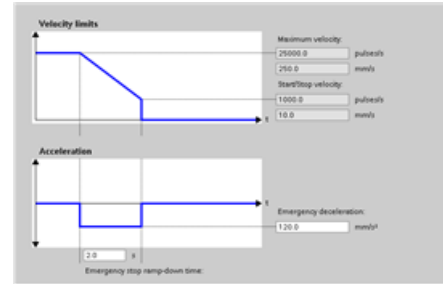 Velocity limits
Maximum velocity:
25000.0 pulses/s
250.0 mm/s
Start/Stop velocity:
1000.0 pulses/s
10.0 mm/s
t
Acceleration
t
Emergency deceleration:
120.0 mm/s²
2.0 s
Emergency stop ramp-down time: